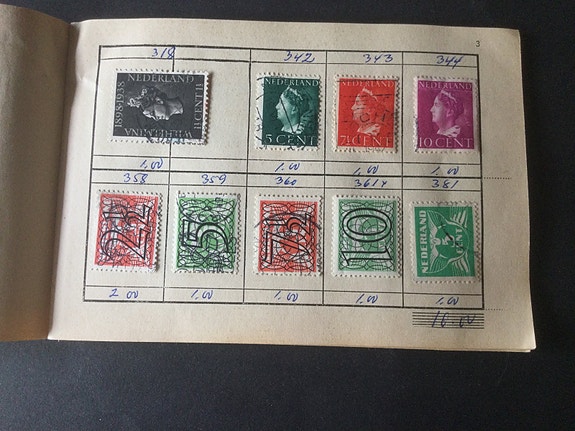 3
318 342 343 344
NEDERLAND
1898-1938
WILHELMINA
NEDERLAND
5 CENT
NEDERLAND
7½ CENT
NEDERLAND
10 CENT
1.00 1.00 1.00 1.00
358 359 360 361x 381
2½
5
7½
10
NEDERLAND
CENT
2.00 1.00 1.00 1.00 1.00
10.00